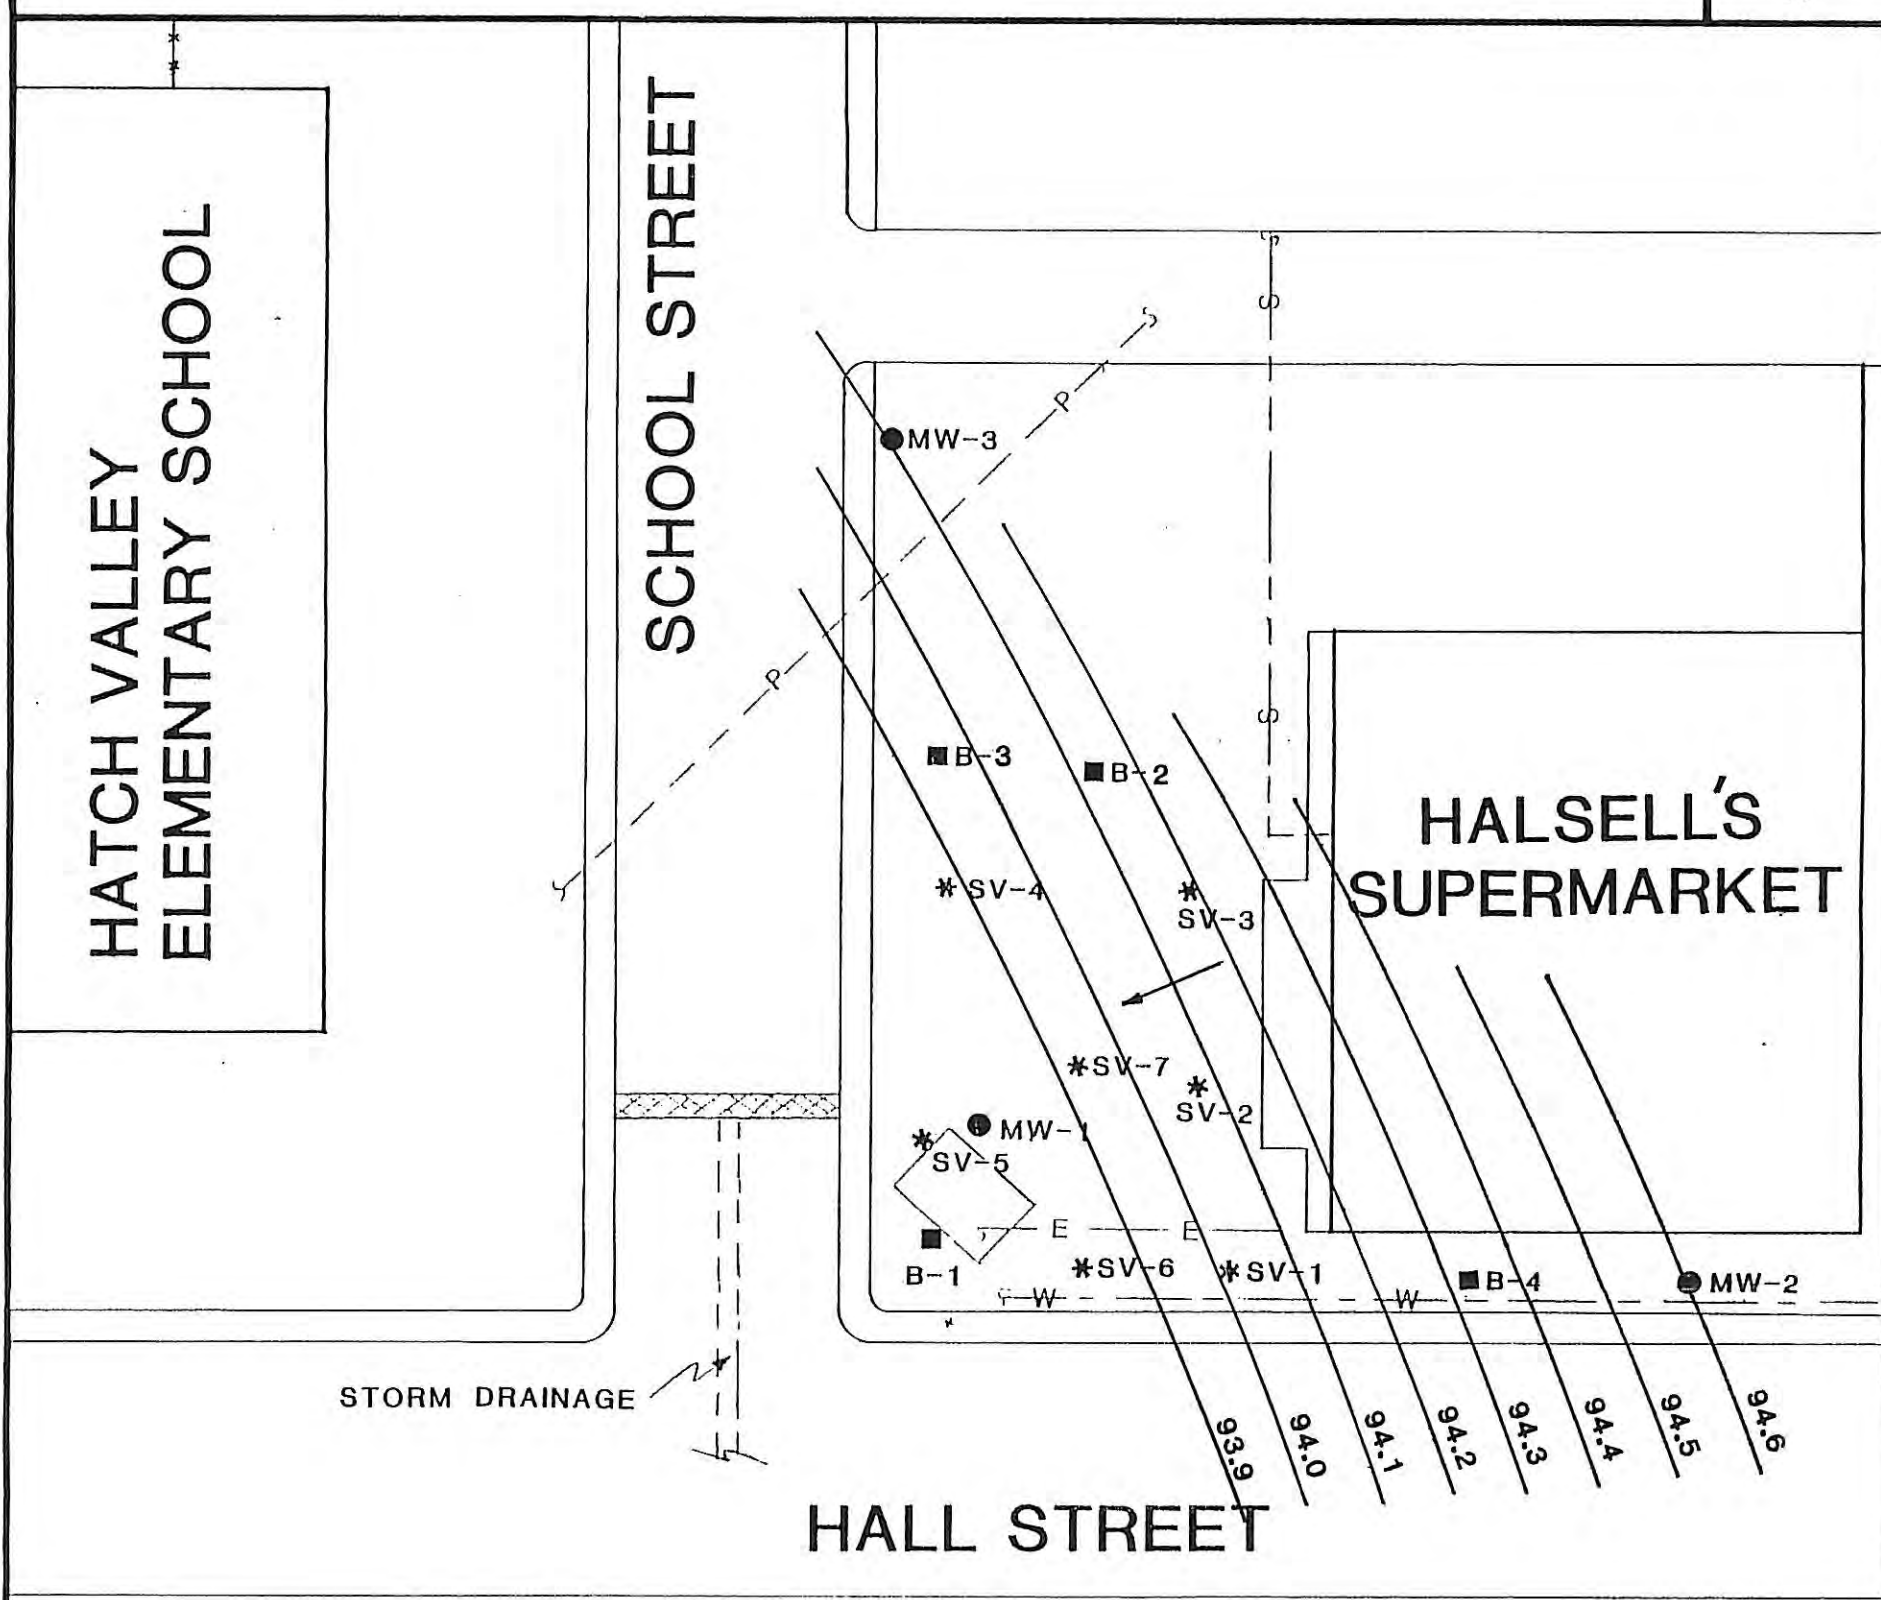 HATCH VALLEY
ELEMENTARY SCHOOL
SCHOOL STREET
S
P
S
MW-3
P
S
B-3
B-2
HALSELL'S
SUPERMARKET
SV-4
SV-3
SV-7
SV-2
MW-1
SV-5
E
E
B-1
SV-6
SV-1
B-4
MW-2
W
W
STORM DRAINAGE
93.9
94.0
94.1
94.2
94.3
94.4
94.5
94.6
HALL STREET